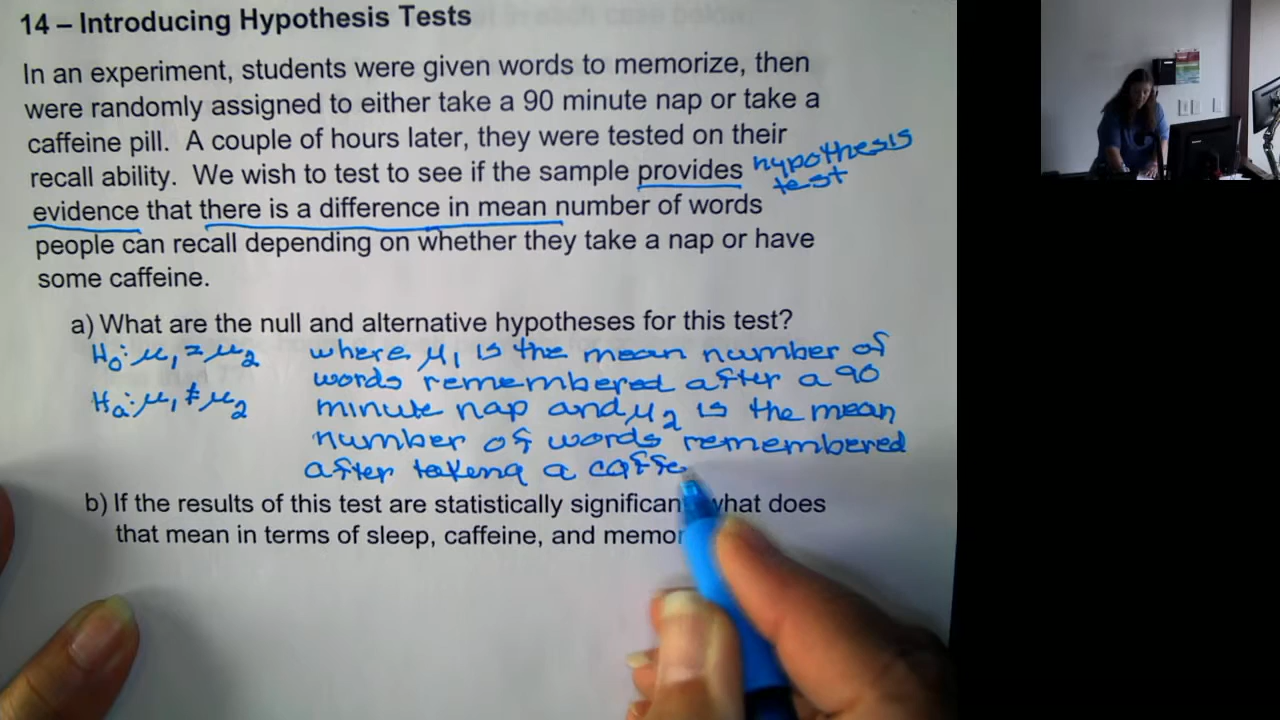 14 – Introducing Hypothesis Tests
In an experiment, students were given words to memorize, then
were randomly assigned to either take a 90 minute nap or take a
caffeine pill. A couple of hours later, they were tested on their
recall ability. We wish to test to see if the sample provides
hypothesis
test
evidence that there is a difference in mean number of words
people can recall depending on whether they take a nap or have
some caffeine.
a) What are the null and alternative hypotheses for this test?
H₀: μ₁ = μ₂ where μ₁ is the mean number of
words remembered after a 90
Hₐ: μ₁ ≠ μ₂ minute nap and μ₂ is the mean
number of words remembered
after taking a caffe
b) If the results of this test are statistically significant what does
that mean in terms of sleep, caffeine, and memor